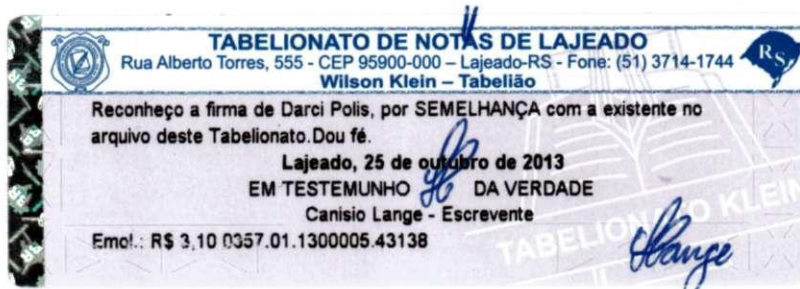 TABELIONATO DE NOTAS DE LAJEADO
Rua Alberto Torres, 555 - CEP 95900-000 – Lajeado-RS - Fone: (51) 3714-1744
Wilson Klein – Tabelião
RS
Reconheço a firma de Darci Polis, por SEMELHANÇA com a existente no
arquivo deste Tabelionato.Dou fé.
Lajeado, 25 de outubro de 2013
EM TESTEMUNHO DA VERDADE
Canisio Lange - Escrevente
Emol.: R$ 3,10 0357.01.1300005.43138
TABELIONATO KLEIN
Lange